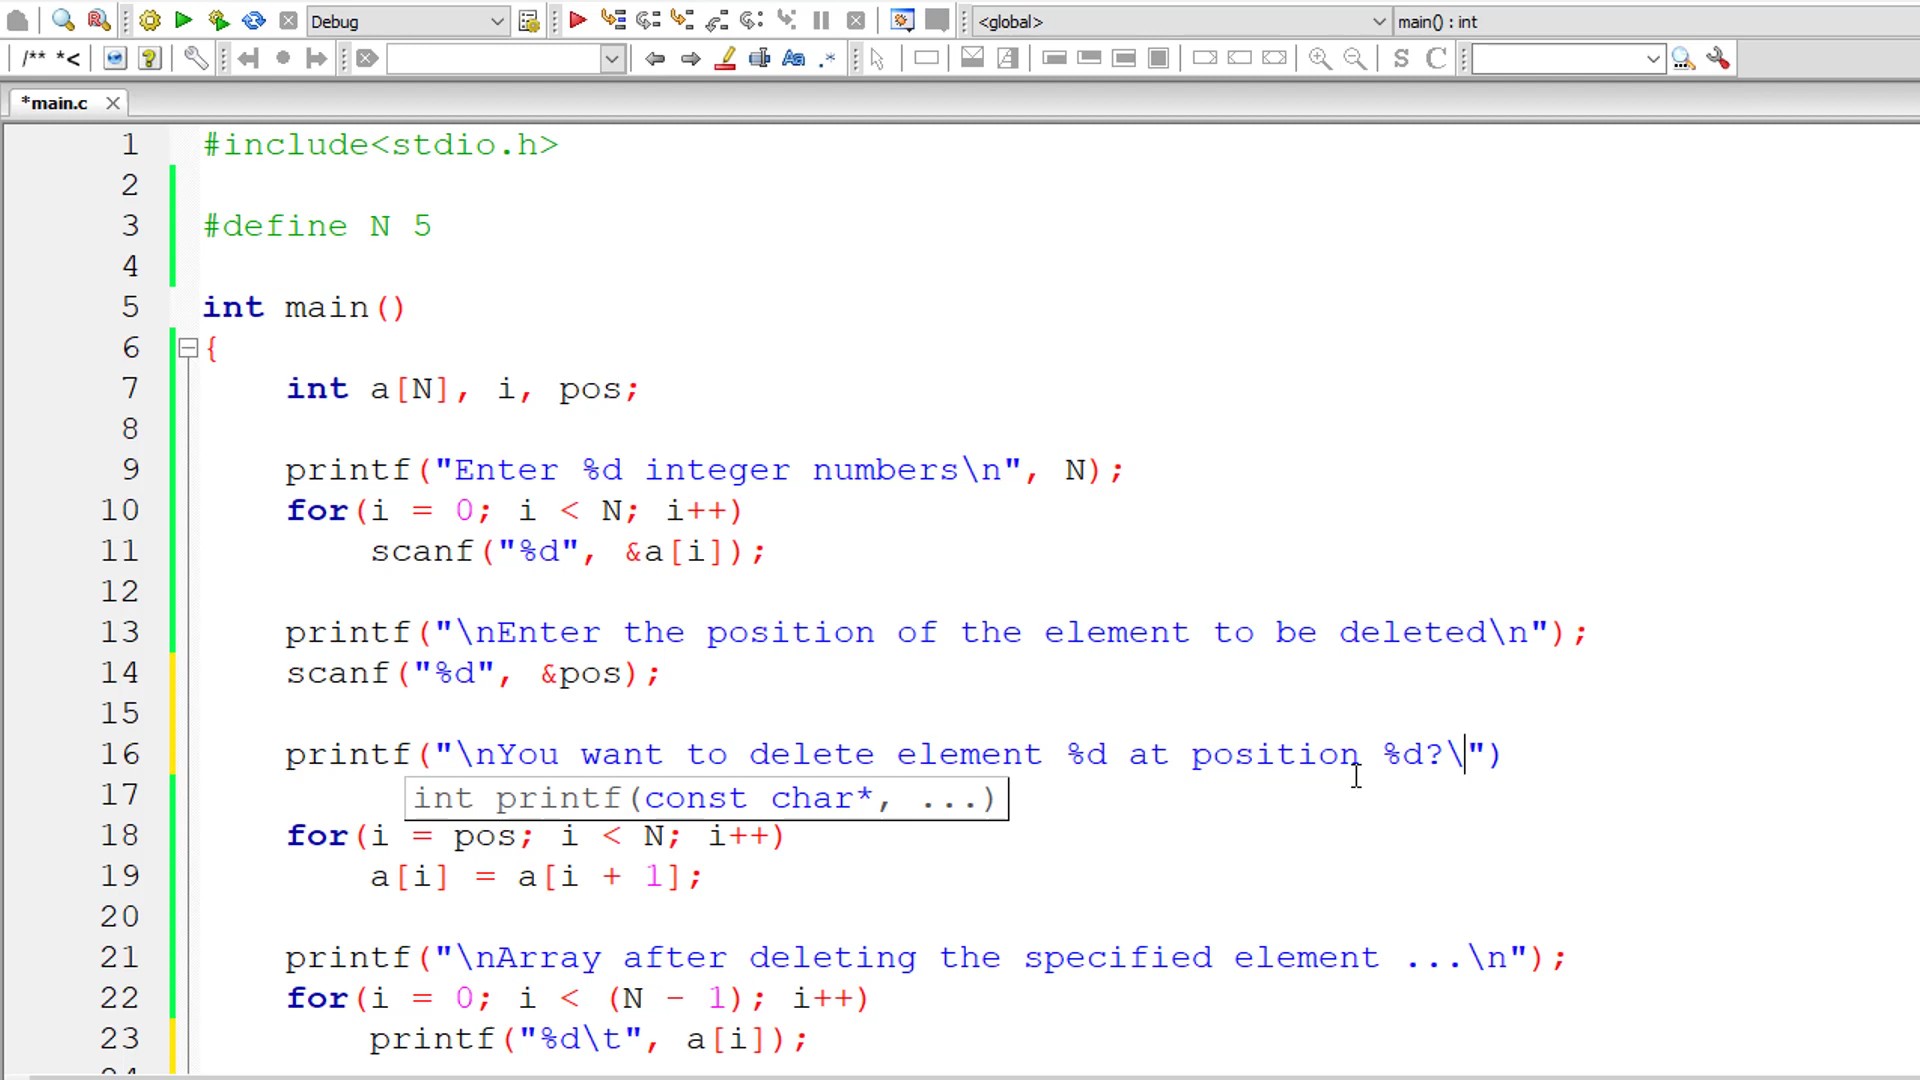 Debug
<global>
main() : int
/** *<
Aa
.*
S
C
*main.c
1 #include<stdio.h>
2
3 #define N 5
4
5 int main()
6 {
7 int a[N], i, pos;
8
9 printf("Enter %d integer numbers\n", N);
10 for(i = 0; i < N; i++)
11 scanf("%d", &a[i]);
12
13 printf("\nEnter the position of the element to be deleted\n");
14 scanf("%d", &pos);
15
16 printf("\nYou want to delete element %d at position %d?\")
17 int printf(const char*, ...)
18 for(i = pos; i < N; i++)
19 a[i] = a[i + 1];
20
21 printf("\nArray after deleting the specified element ...\n");
22 for(i = 0; i < (N - 1); i++)
23 printf("%d\t", a[i]);